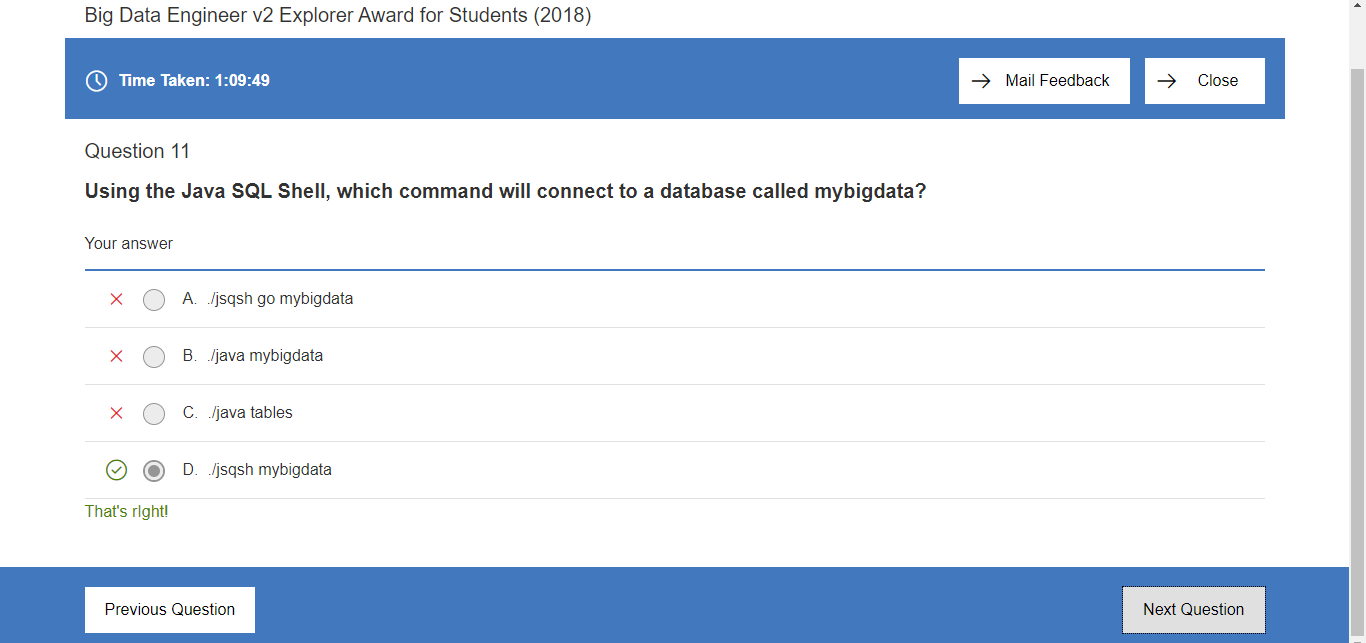 Big Data Engineer v2 Explorer Award for Students (2018)
Time Taken: 1:09:49
Mail Feedback
Close
Question 11
Using the Java SQL Shell, which command will connect to a database called mybigdata?
Your answer
A. ./jsqsh go mybigdata
B. ./java mybigdata
C. ./java tables
D. ./jsqsh mybigdata
That's rIght!
Previous Question
Next Question